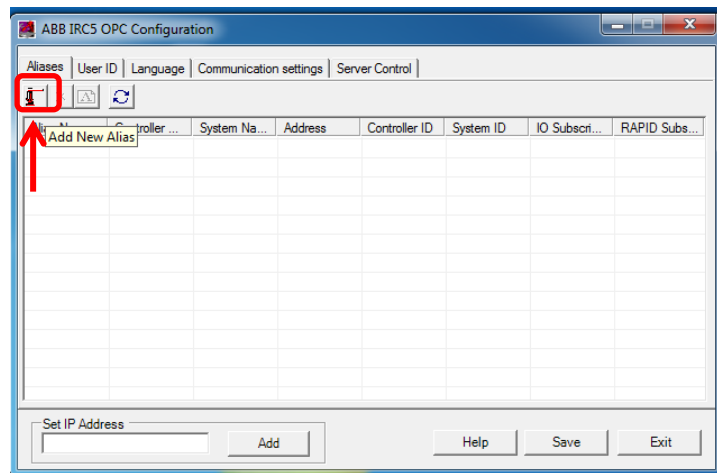 ABB IRC5 OPC Configuration
Aliases User ID Language Communication settings Server Control
Controller ... System Na... Address Controller ID System ID IO Subscri... RAPID Subs...
Add New Alias
Set IP Address
Add Help Save Exit